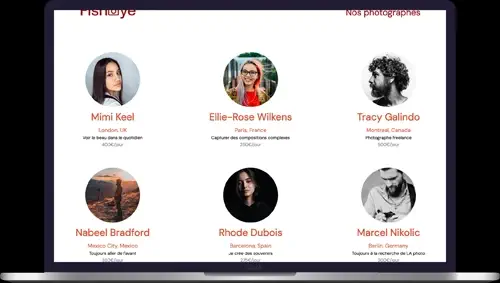 FishEye
Nos photographes
Mimi Keel
London, UK
Voir le beau dans le quotidien
400€/jour
Ellie-Rose Wilkens
Paris, France
Capturer des compositions complexes
250€/jour
Tracy Galindo
Montreal, Canada
Photographe freelance
500€/jour
Nabeel Bradford
Mexico City, Mexico
Toujours aller de l'avant
350€/jour
Rhode Dubois
Barcelona, Spain
Je crée des souvenirs
275€/jour
Marcel Nikolic
Berlin, Germany
Toujours à la recherche de LA photo
300€/jour